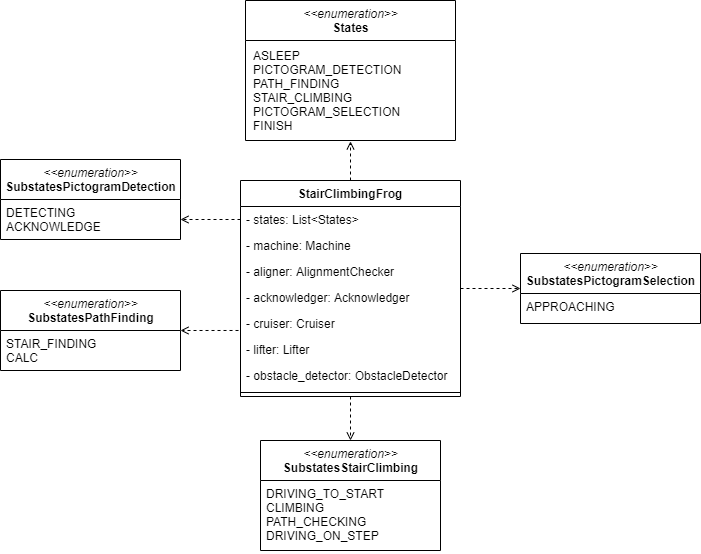 <<enumeration>>
States
ASLEEP
PICTOGRAM_DETECTION
PATH_FINDING
STAIR_CLIMBING
PICTOGRAM_SELECTION
FINISH
<<enumeration>>
SubstatesPictogramDetection
DETECTING
ACKNOWLEDGE
StairClimbingFrog
- states: List<States>
- machine: Machine
- aligner: AlignmentChecker
- acknowledger: Acknowledger
- cruiser: Cruiser
- lifter: Lifter
- obstacle_detector: ObstacleDetector
<<enumeration>>
SubstatesPictogramSelection
APPROACHING
<<enumeration>>
SubstatesPathFinding
STAIR_FINDING
CALC
<<enumeration>>
SubstatesStairClimbing
DRIVING_TO_START
CLIMBING
PATH_CHECKING
DRIVING_ON_STEP